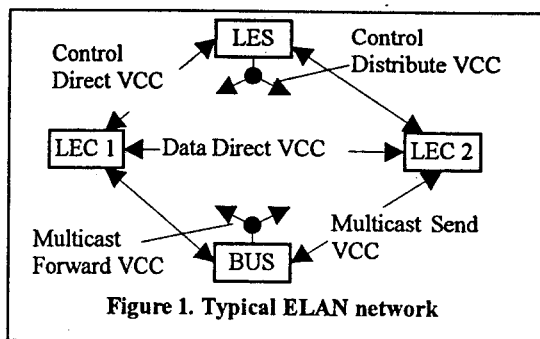 LES
Control
Direct VCC
Control
Distribute VCC
LEC 1
Data Direct VCC
LEC 2
Multicast
Forward VCC
BUS
Multicast Send
VCC
Figure 1. Typical ELAN network